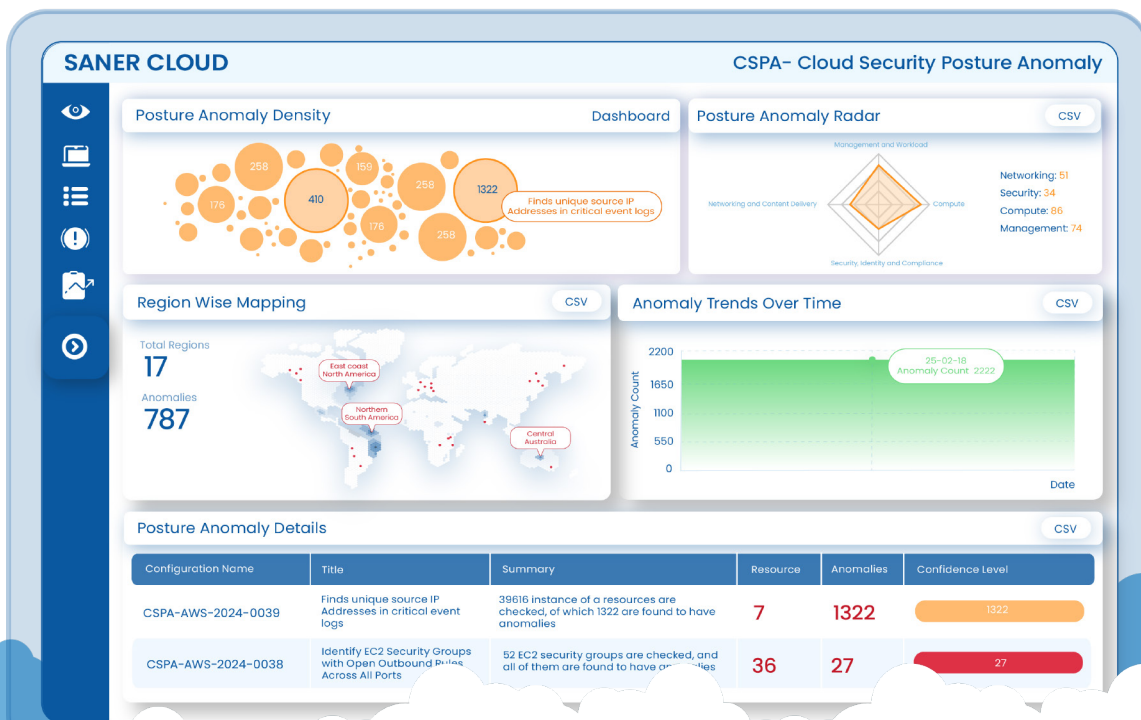 SANER CLOUD
CSPA- Cloud Security Posture Anomaly
Posture Anomaly Density
Dashboard
258
159
176
410
258
1322
176
258
Finds unique source IP
Addresses in critical event logs
Posture Anomaly Radar
CSV
Management and Workload
Networking and Content Delivery
Compute
Security, Identity and Compliance
Networking: 51
Security: 34
Compute: 86
Management: 74
Region Wise Mapping
CSV
Total Regions
17
Anomalies
787
East coast
North America
Northern
South America
Central
Australia
Anomaly Trends Over Time
CSV
2200
1650
1100
550
0
Anomaly Count
25-02-18
Anomaly Count 2222
Date
Posture Anomaly Details
CSV
Configuration Name
Title
Summary
Resource
Anomalies
Confidence Level
CSPA-AWS-2024-0039
Finds unique source IP
Addresses in critical event
logs
39616 instance of a resources are
checked, of which 1322 are found to have
anomalies
7
1322
1322
CSPA-AWS-2024-0038
Identify EC2 Security Groups
with Open Outbound Rules
Across All Ports
52 EC2 security groups are checked, and
all of them are found to have anomalies
36
27
27